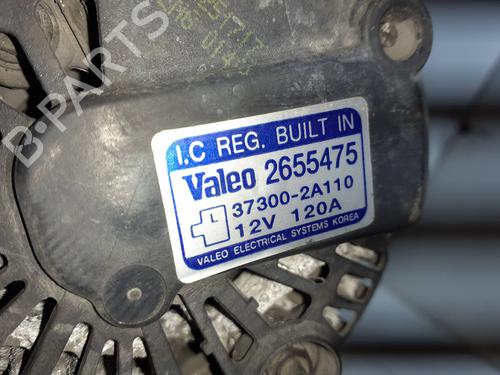 I.C REG. BUILT IN
Valeo 2655475
37300-2A110
12V 120A
VALEO ELECTRICAL SYSTEMS KOREA
B-PARTS